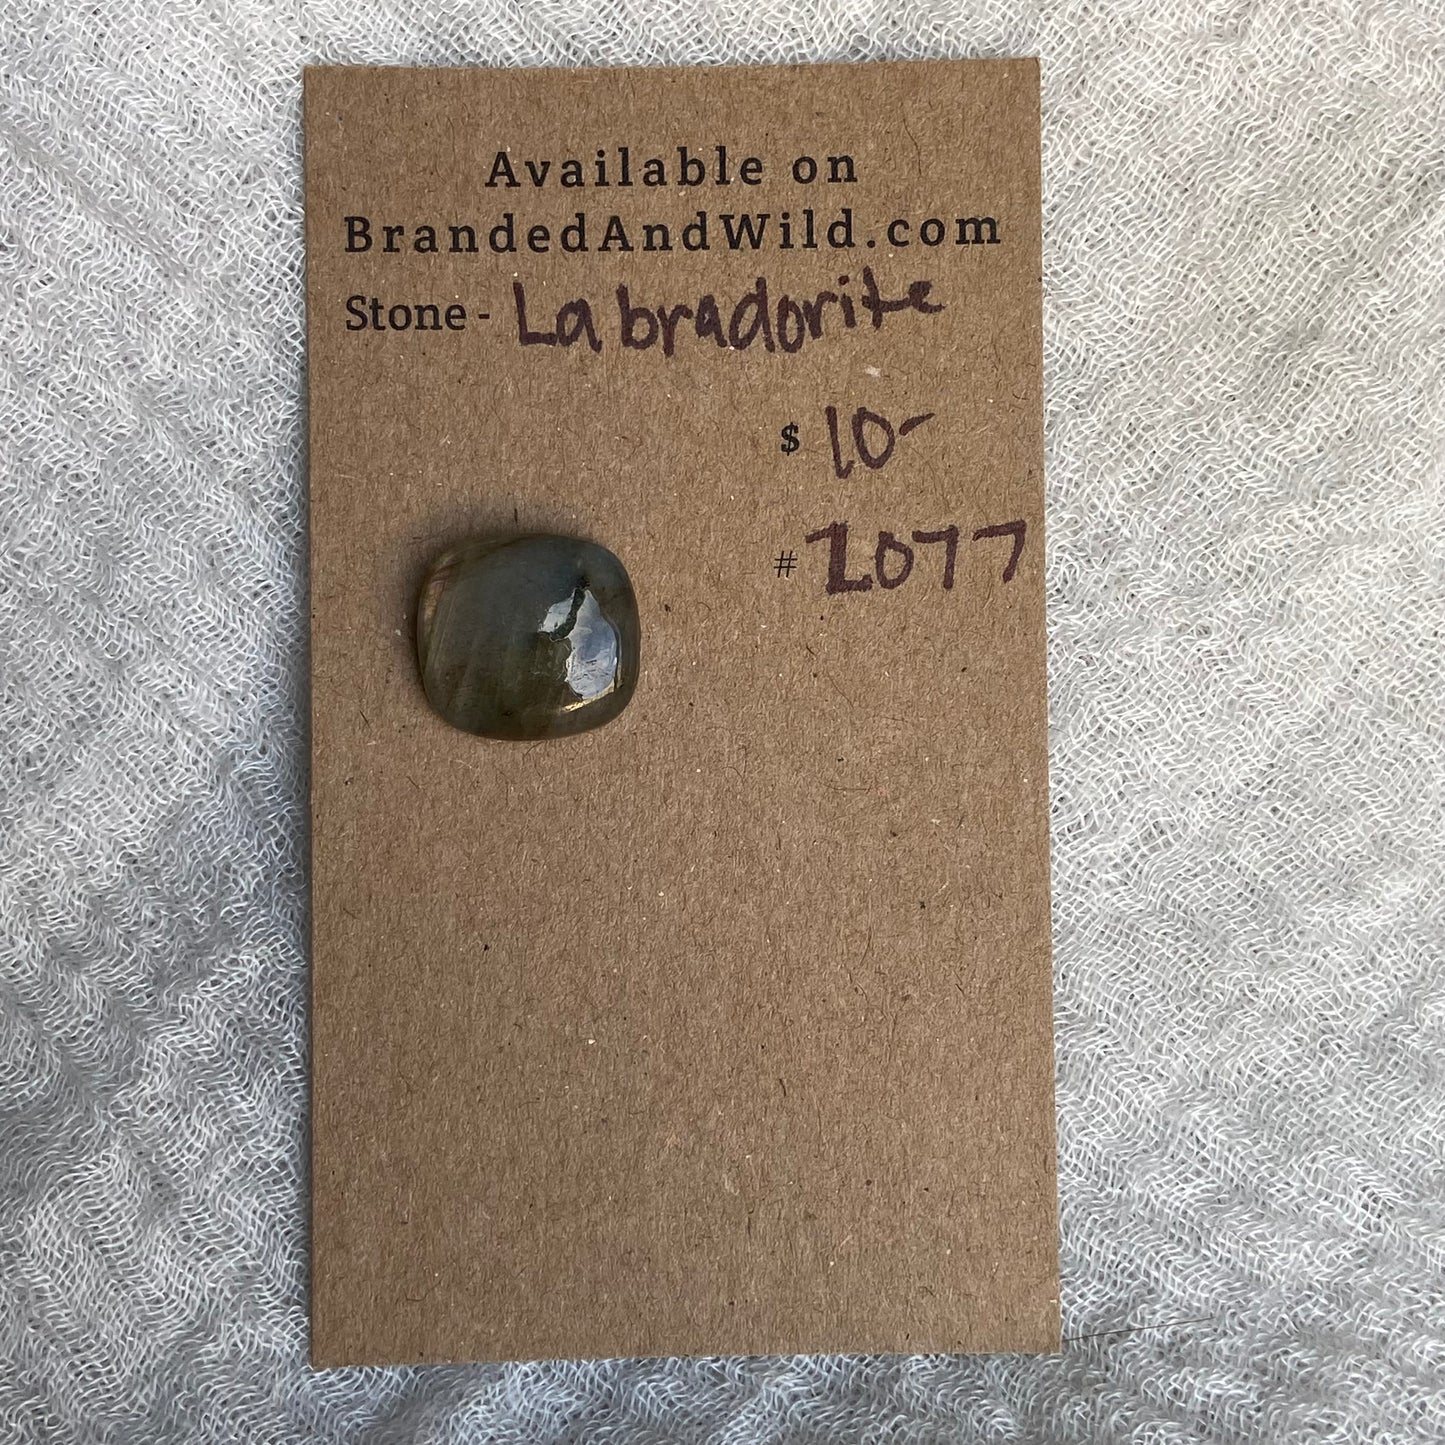 Available on
BrandedAndWild.com
Stone - Labradorite
$ 10-
# 2077